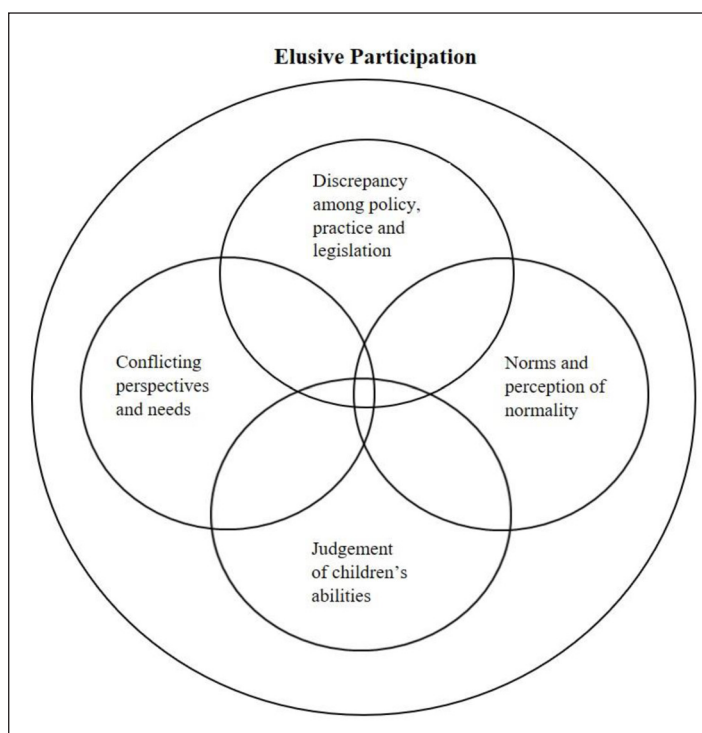 Elusive Participation
Discrepancy
among policy,
practice and
legislation
Conflicting
perspectives
and needs
Norms and
perception of
normality
Judgement
of children’s
abilities